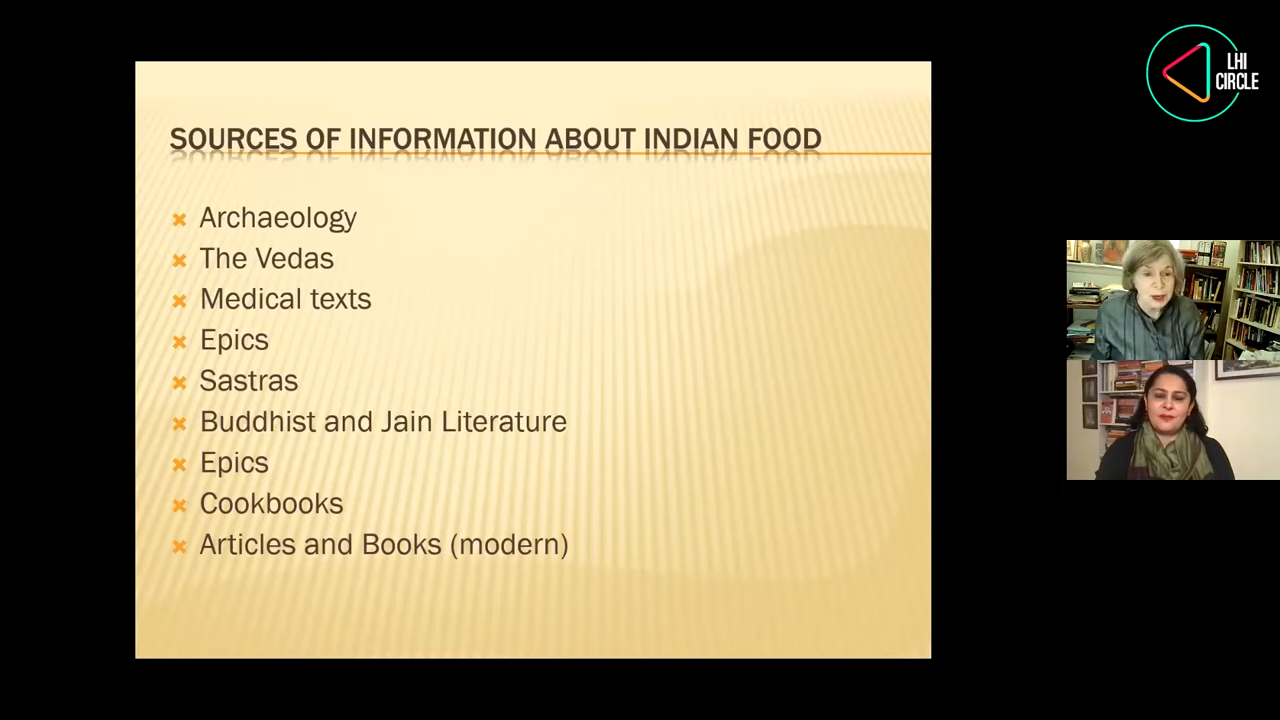 LHI
CIRCLE
SOURCES OF INFORMATION ABOUT INDIAN FOOD
Archaeology
The Vedas
Medical texts
Epics
Sastras
Buddhist and Jain Literature
Epics
Cookbooks
Articles and Books (modern)